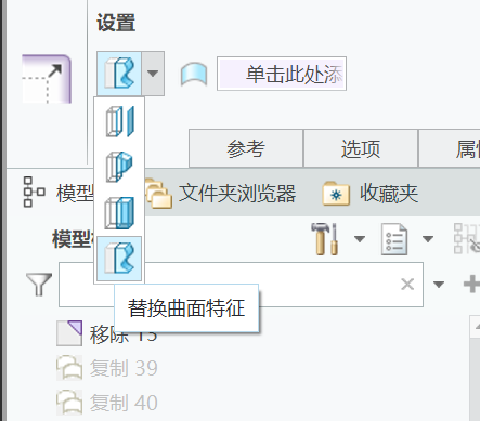 设置
单击此处添
参考
选项
属性
模型
文件夹浏览器
收藏夹
模型
替换曲面特征
移除 13
复制 39
复制 40